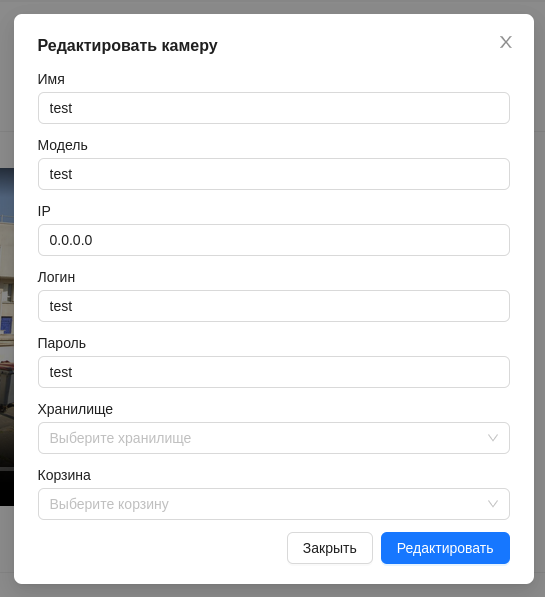 Редактировать камеру
Имя
test
Модель
test
IP
0.0.0.0
Логин
test
Пароль
test
Хранилище
Выберите хранилище
Корзина
Выберите корзину
Закрыть Редактировать